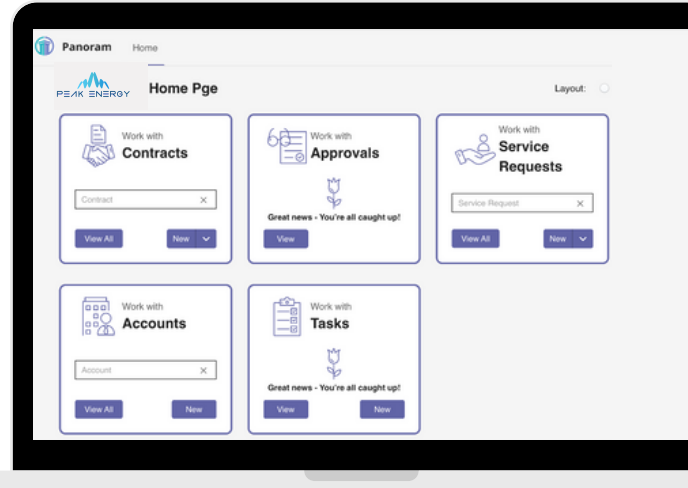 Panoram Home
PEAK ENERGY
Home Pge
Layout:
Work with
Contracts
Contract
View All New
Work with
Approvals
Great news - You're all caught up!
View
Work with
Service
Requests
Service Request
View All New
Work with
Accounts
Account
View All New
Work with
Tasks
Great news - You're all caught up!
View New